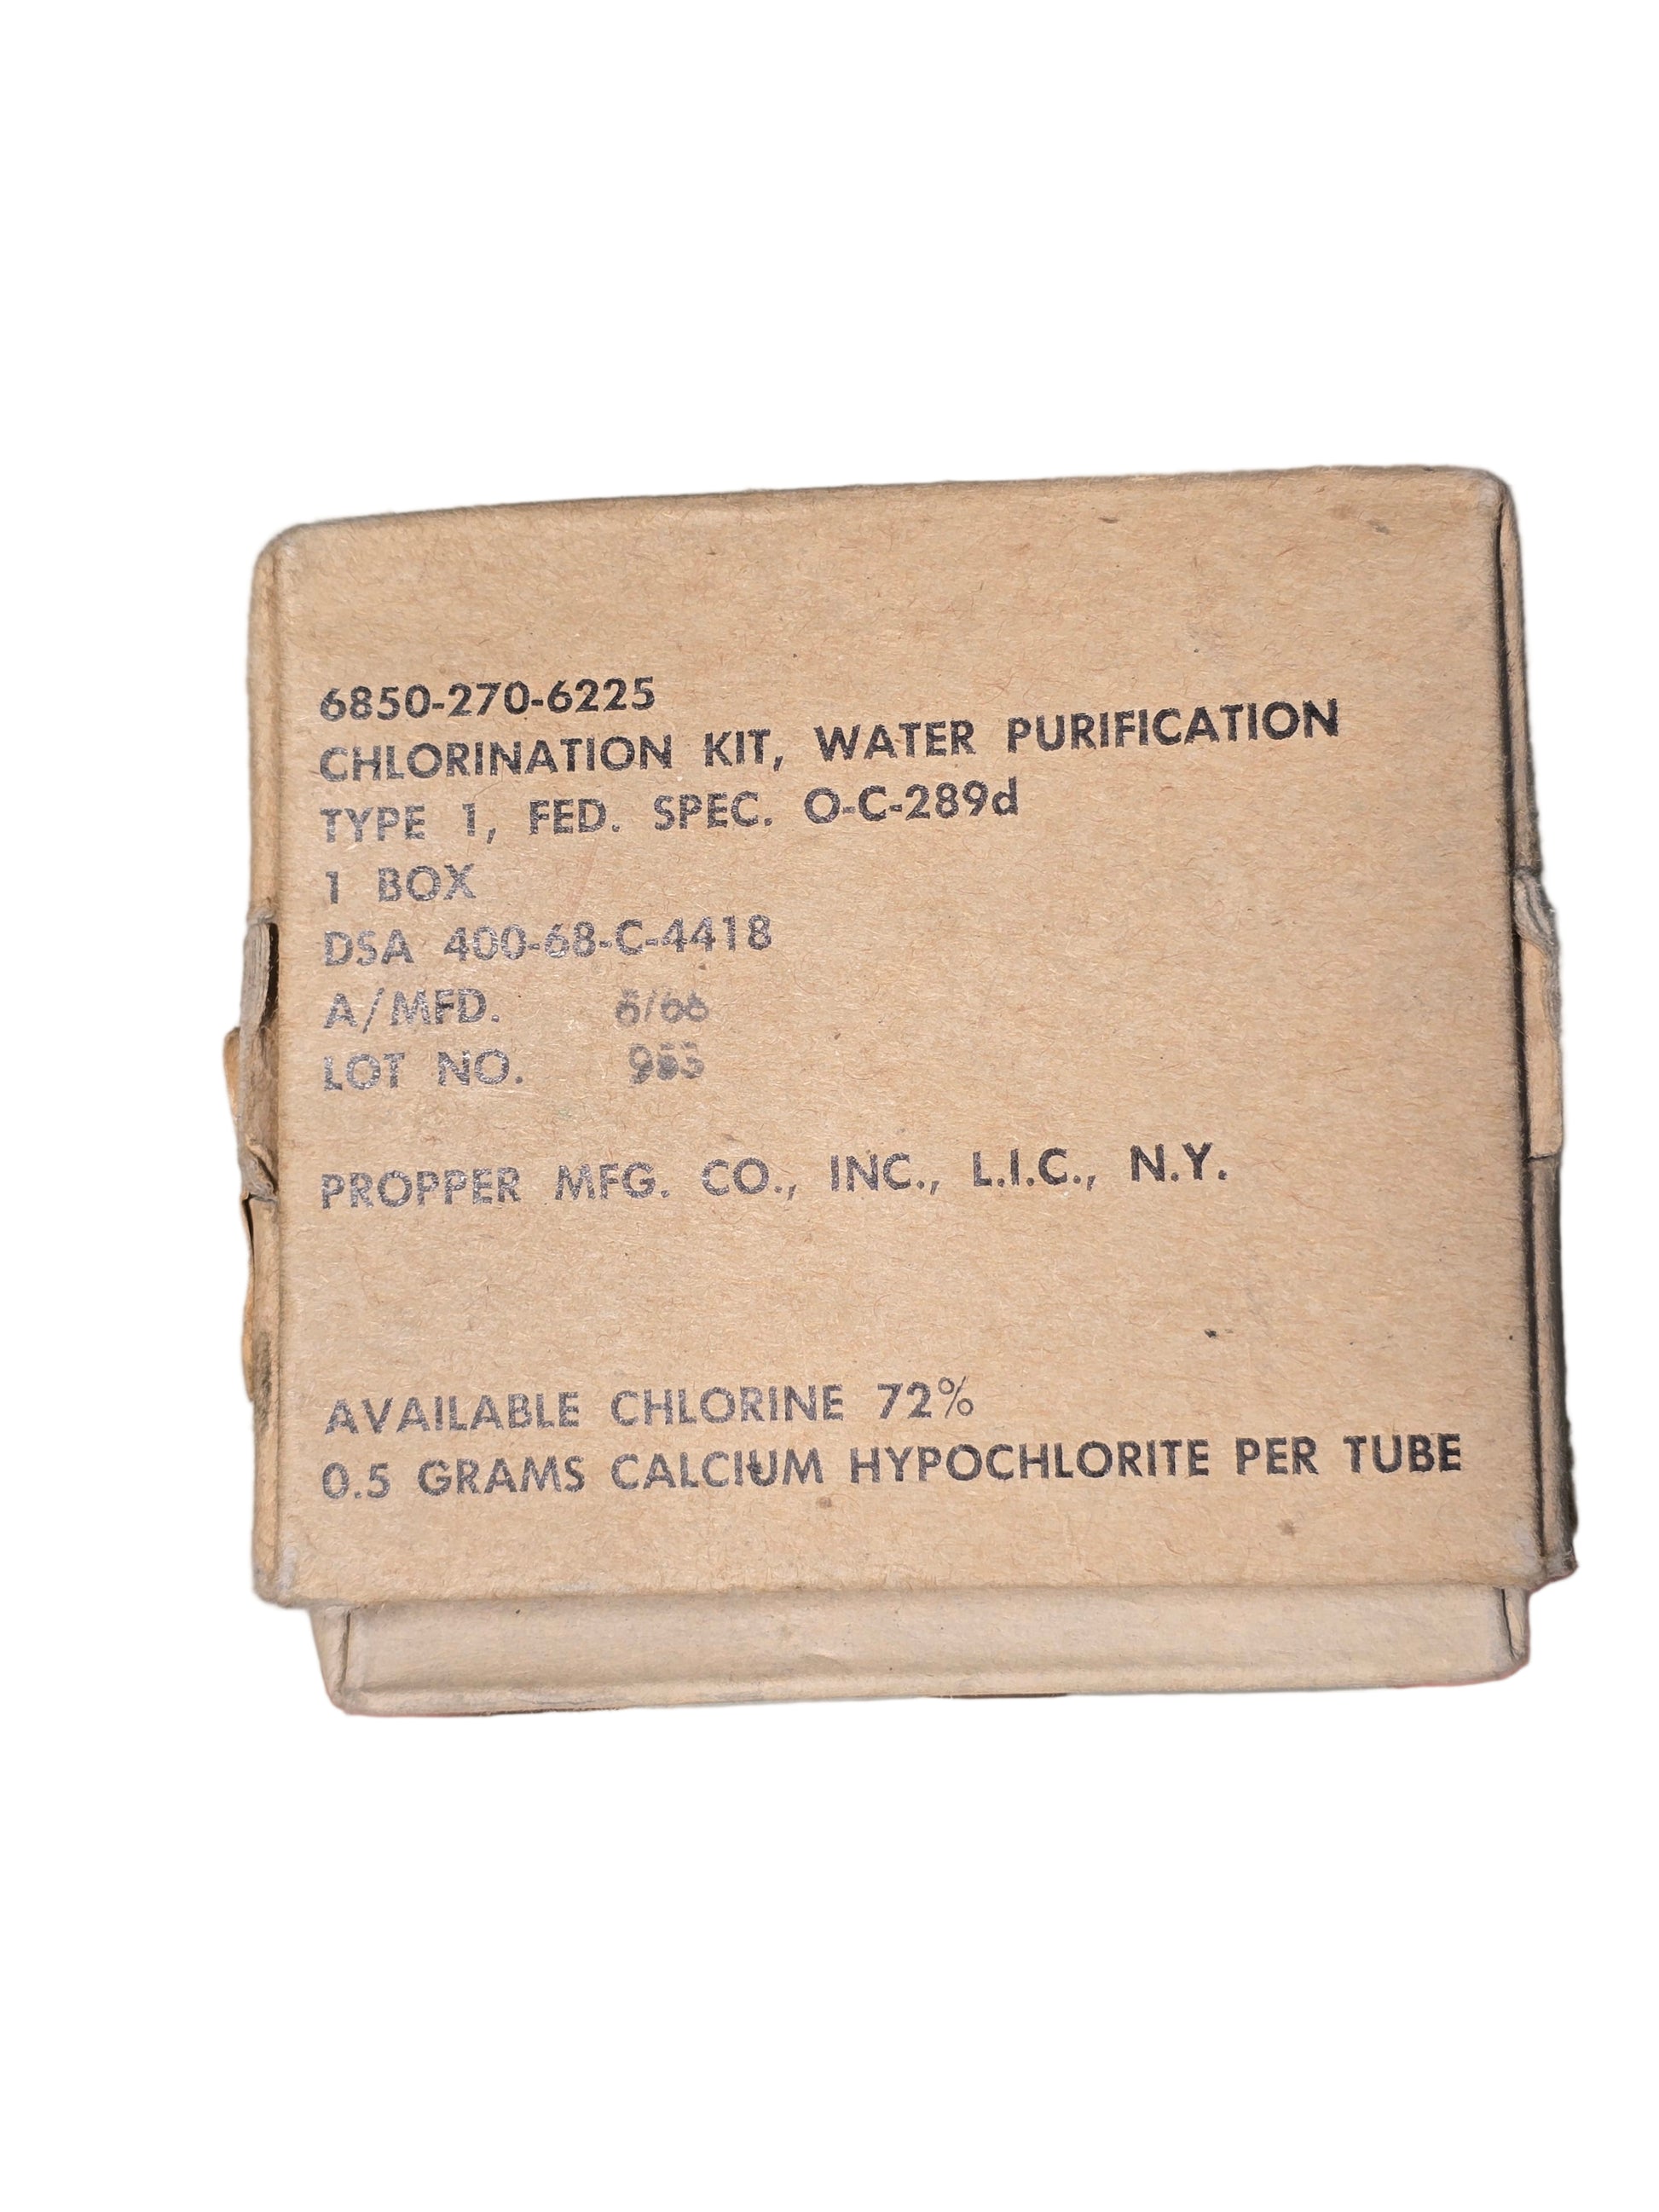 6850-270-6225
CHLORINATION KIT, WATER PURIFICATION
TYPE 1, FED. SPEC. O-C-289d
1 BOX
DSA 400-68-C-4418
A/MFD.
LOT NO.
PROPPER MFG. CO., INC., L.I.C., N.Y.
AVAILABLE CHLORINE 72%
0.5 GRAMS CALCIUM HYPOCHLORITE PER TUBE